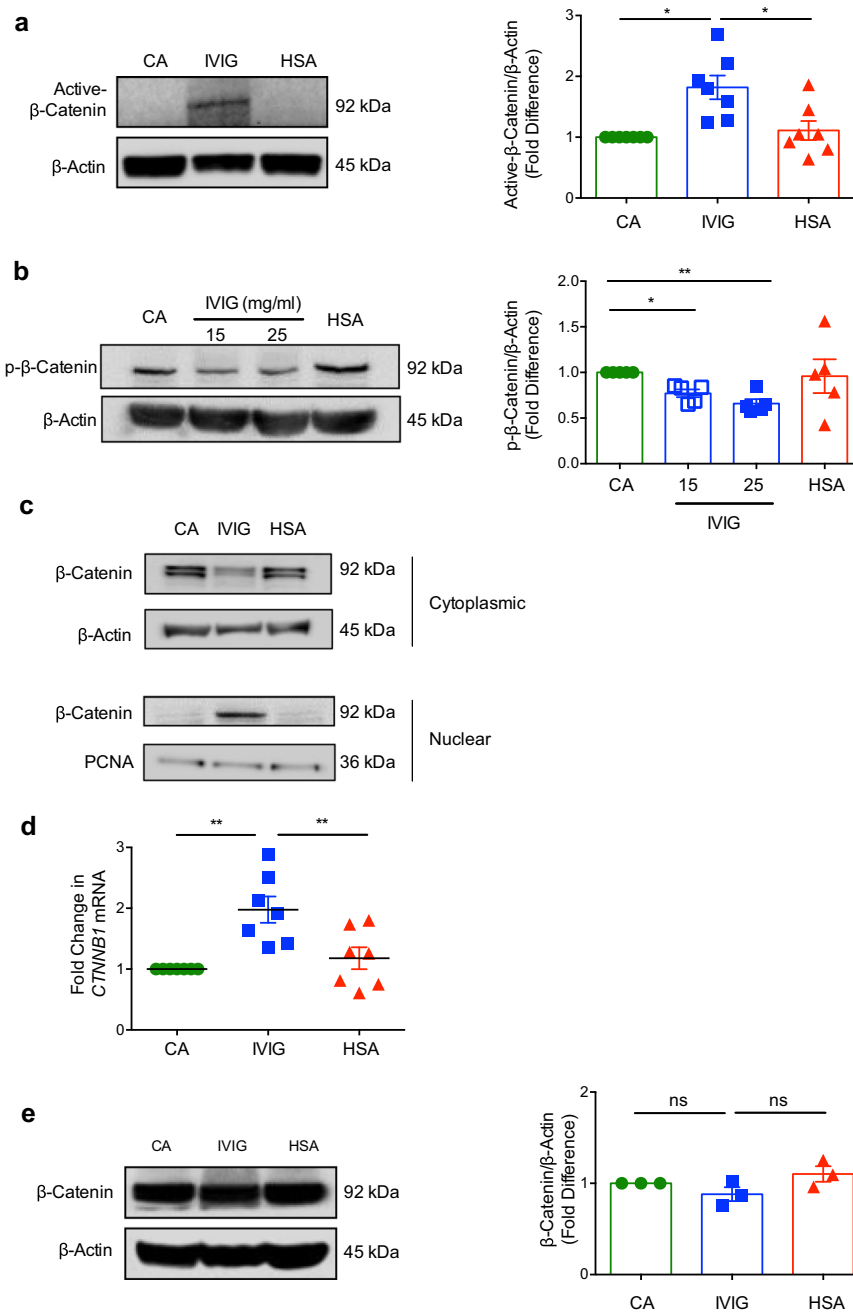 a
CA IVIG HSA
Active-
β-Catenin
92 kDa
β-Actin
45 kDa
Active-β-Catenin/β-Actin
(Fold Difference)
3
2
1
0
* *
CA IVIG HSA
b
CA
IVIG (mg/ml)
15 25
HSA
p-β-Catenin
92 kDa
β-Actin
45 kDa
p-β-Catenin/β-Actin
(Fold Difference)
2.0
1.5
1.0
0.5
0.0
**
*
CA 15 25 HSA
IVIG
c
CA IVIG HSA
β-Catenin
92 kDa
β-Actin
45 kDa
Cytoplasmic
β-Catenin
92 kDa
PCNA
36 kDa
Nuclear
d
Fold Change in
CTNNB1 mRNA
3
2
1
0
** **
CA IVIG HSA
e
CA IVIG HSA
β-Catenin
92 kDa
β-Actin
45 kDa
β-Catenin/β-Actin
(Fold Difference)
2
1
0
ns ns
CA IVIG HSA